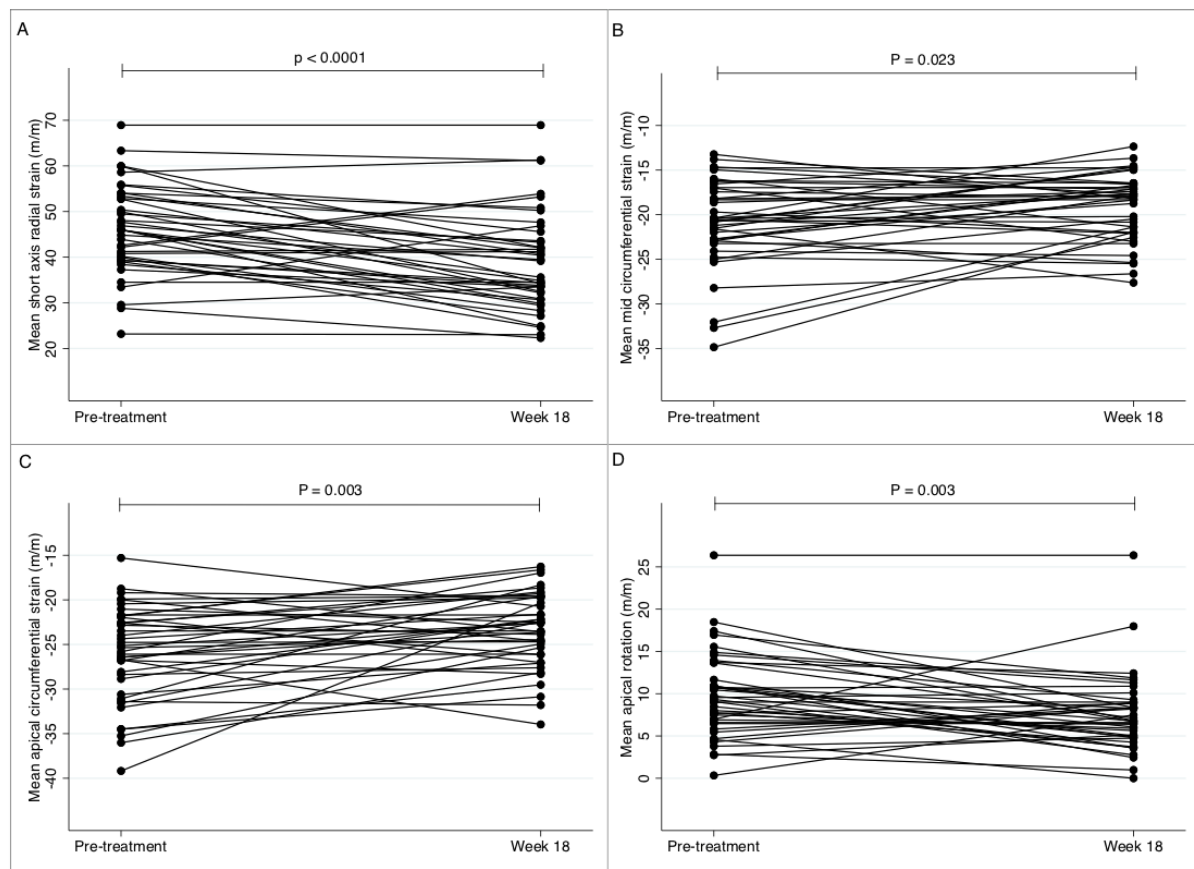 A
p < 0.0001
Mean short axis radial strain (m/m)
70
60
50
40
30
20
Pre-treatment
Week 18
B
P = 0.023
Mean mid circumferential strain (m/m)
-10
-15
-20
-25
-30
-35
Pre-treatment
Week 18
C
P = 0.003
Mean apical circumferential strain (m/m)
-15
-20
-25
-30
-35
-40
Pre-treatment
Week 18
D
P = 0.003
Mean apical rotation (m/m)
25
20
15
10
5
0
Pre-treatment
Week 18